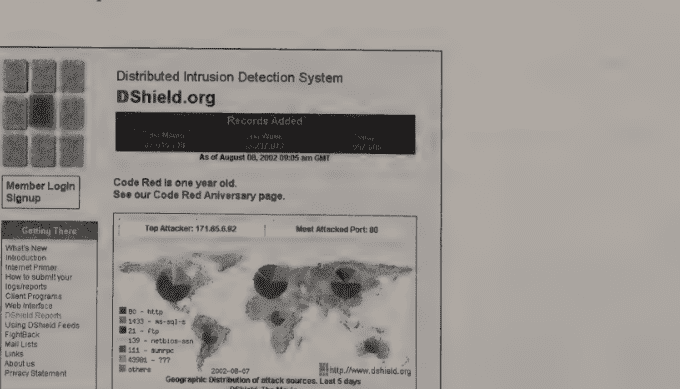 Distributed Intrusion Detection System
DShield.org
Records Added
As of August 08, 2002 09:05 am GMT
Member Login
Signup
Code Red is one year old.
See our Code Red Aniversary page.
Getting There
What's New
Introduction
Internet Primer
How to submit your
logs/reports
Client Programs
Web Interface
DShield Reports
Using DShield Feeds
FightBack
Mail Lists
Links
About us
Privacy Statement
Top Attacker: 171.65.6.92 Most Attacked Port: 80
80 - http
1433 - ms-sql-s
21 - ftp
139 - netbios-ssn
111 - sunrpc
43981 - ???
others
2002-08-07 http://www.dshield.org
Geographic Distribution of attack sources. Last 5 days